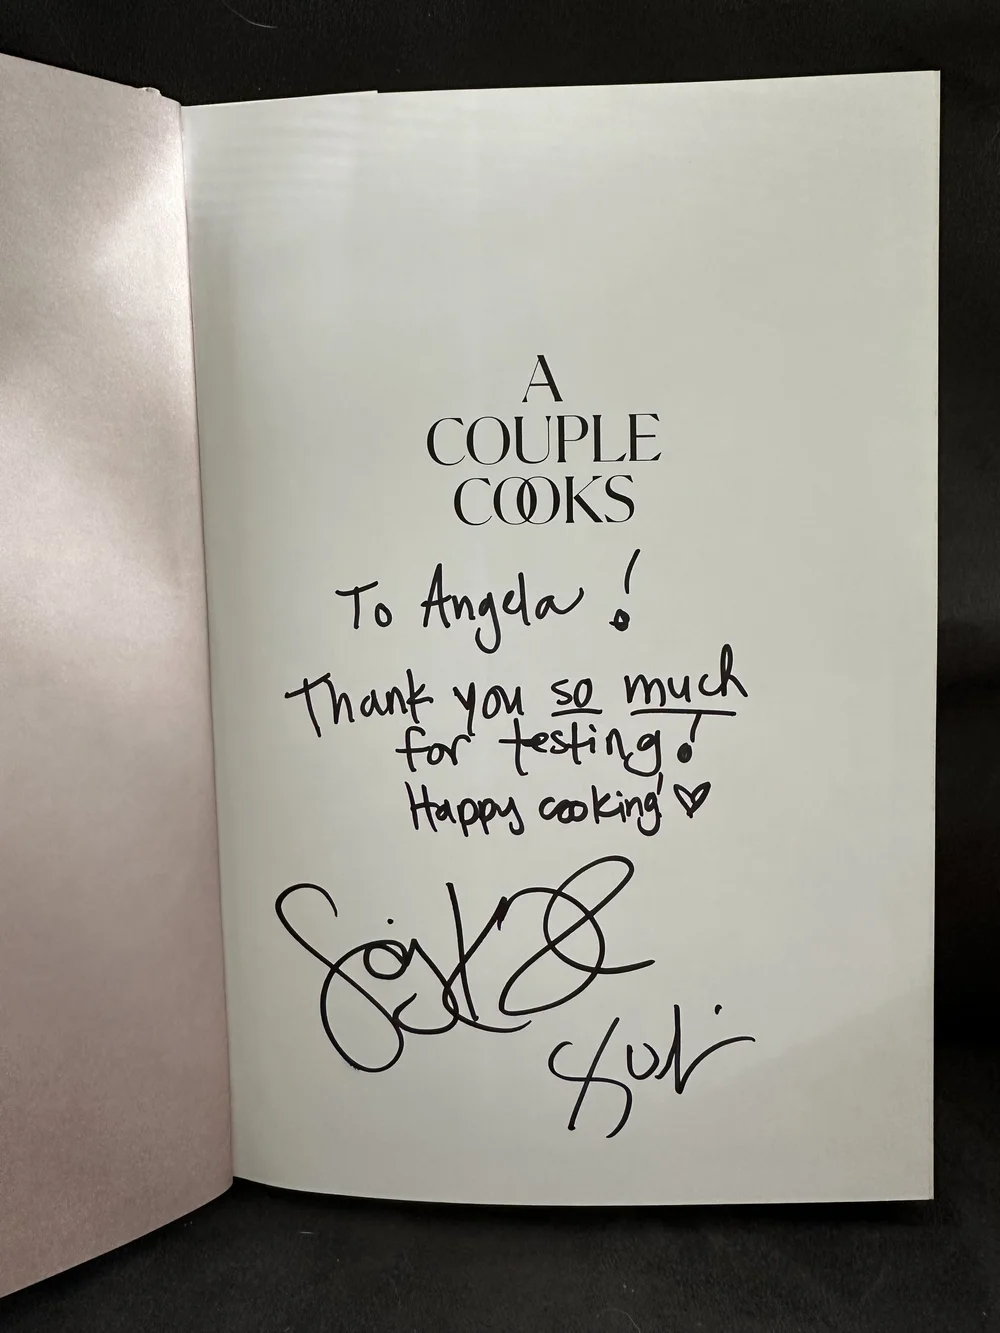 A
COUPLE
COOKS
To Angela!
Thank you so much
for testing!
Happy cooking ♡